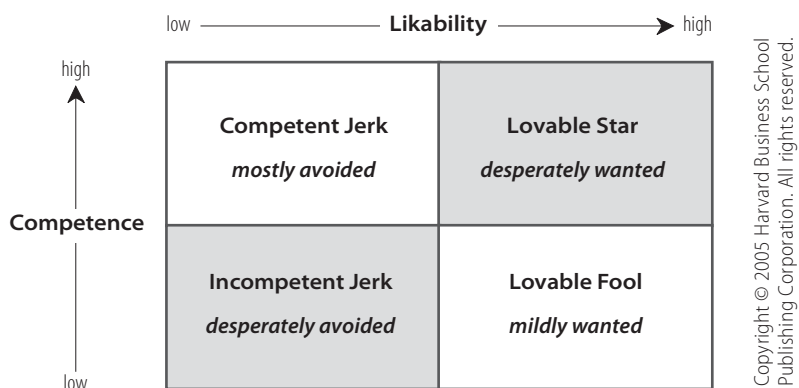 low Likability high
high
Competent Jerk Lovable Star
mostly avoided desperately wanted
Competence
Incompetent Jerk Lovable Fool
desperately avoided mildly wanted
low
Copyright © 2005 Harvard Business School
Publishing Corporation. All rights reserved.